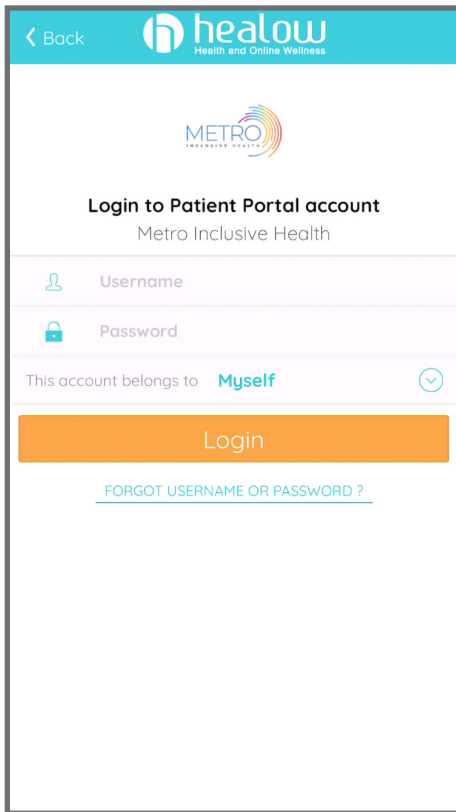 Back
healow
Health and Online Wellness
METRO
INCLUSIVE HEALTH
Login to Patient Portal account
Metro Inclusive Health
Username
Password
This account belongs to Myself
Login
FORGOT USERNAME OR PASSWORD ?